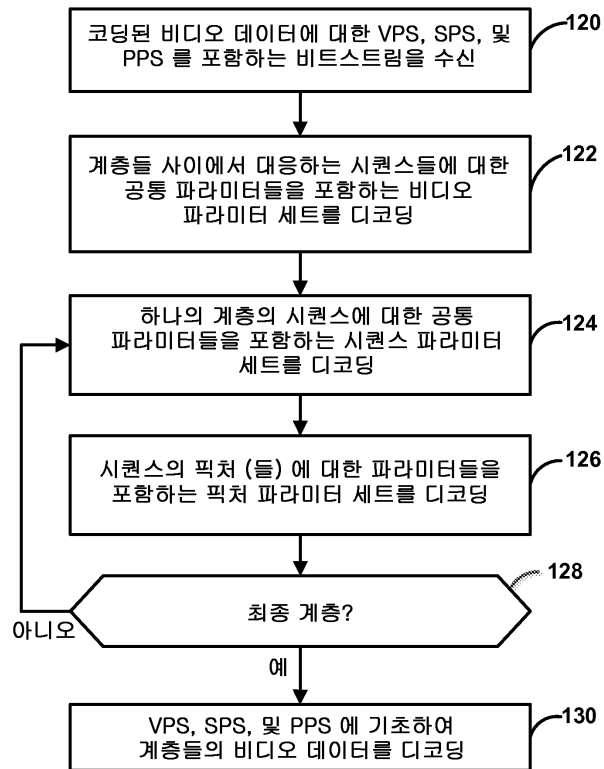 코딩된 비디오 데이터에 대한 VPS, SPS, 및
PPS 를 포함하는 비트스트림을 수신
120
계층들 사이에서 대응하는 시퀀스들에 대한
공통 파라미터들을 포함하는 비디오
파라미터 세트를 디코딩
122
하나의 계층의 시퀀스에 대한 공통
파라미터들을 포함하는 시퀀스 파라미터
세트를 디코딩
124
시퀀스의 픽처 (들) 에 대한 파라미터들을
포함하는 픽처 파라미터 세트를 디코딩
126
최종 계층?
128
아니오
예
VPS, SPS, 및 PPS 에 기초하여
계층들의 비디오 데이터를 디코딩
130